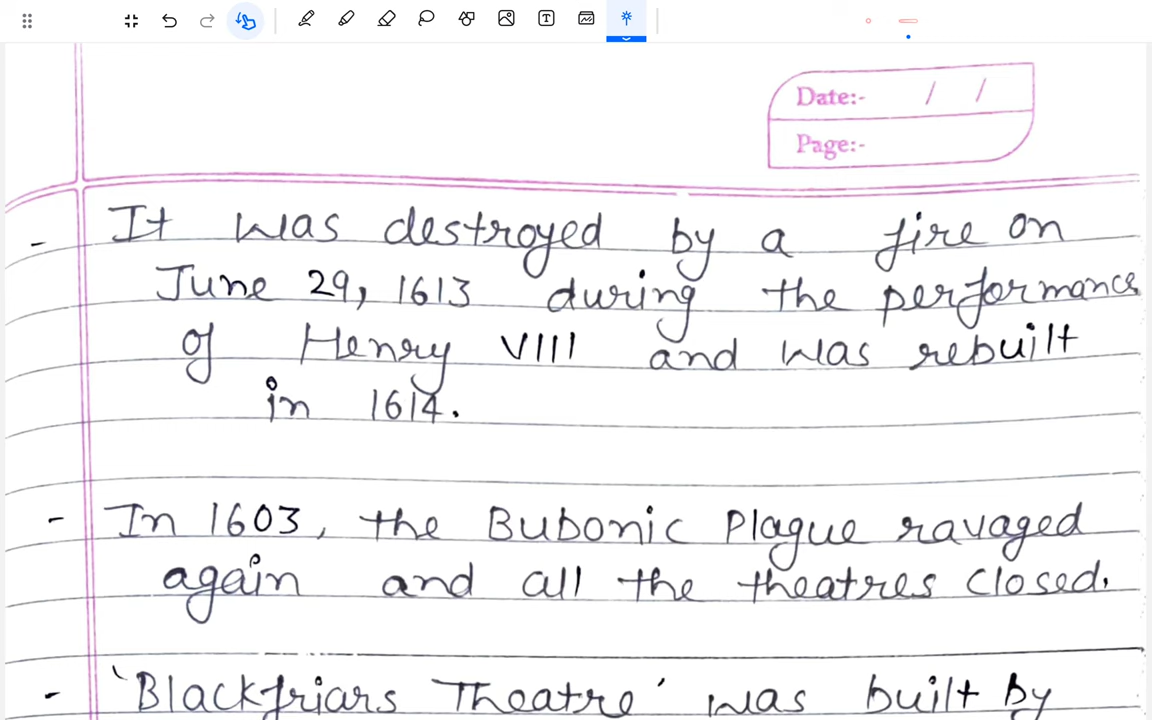 Date:- / /
Page:-
- It was destroyed by a fire on
June 29, 1613 during the performance
of Henry VIII and was rebuilt
in 1614.
- In 1603, the Bubonic Plague ravaged
again and all the theatres closed.
- 'Blackfriars Theatre' was built By